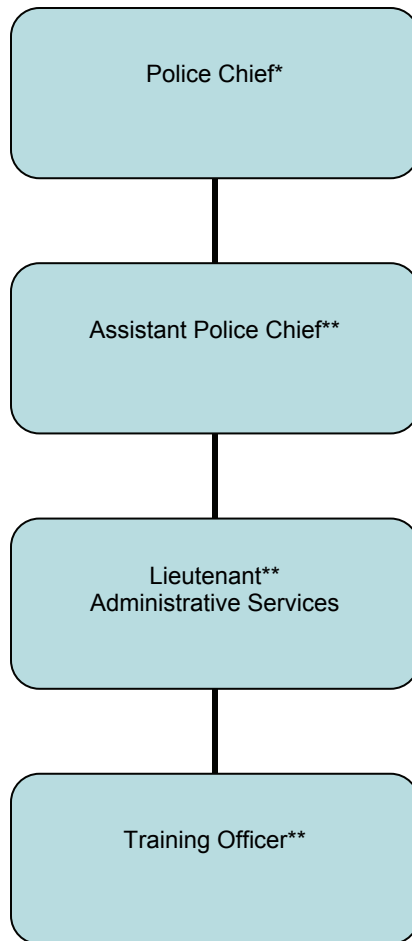 Police Chief*
Assistant Police Chief**
Lieutenant**
Administrative Services
Training Officer**